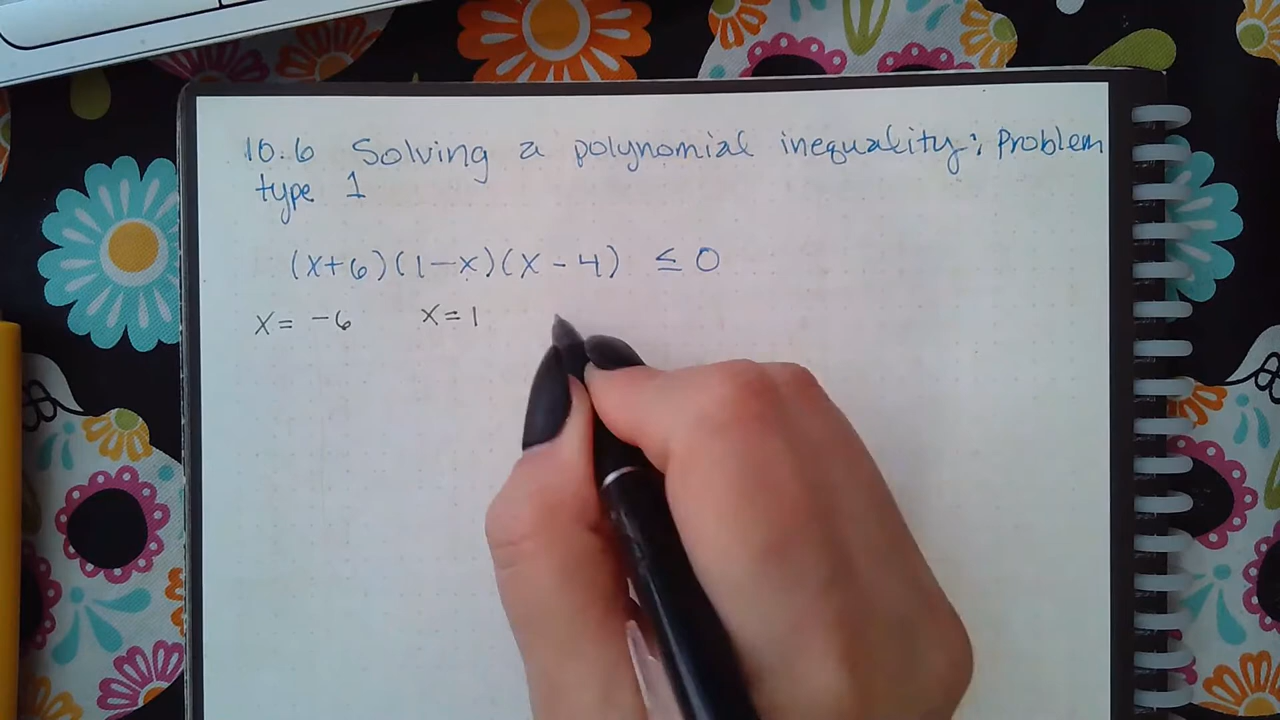 10.6 Solving a polynomial inequality: Problem
type 1
(x+6)(1-x)(x-4) ≤ 0
x= -6 x=1